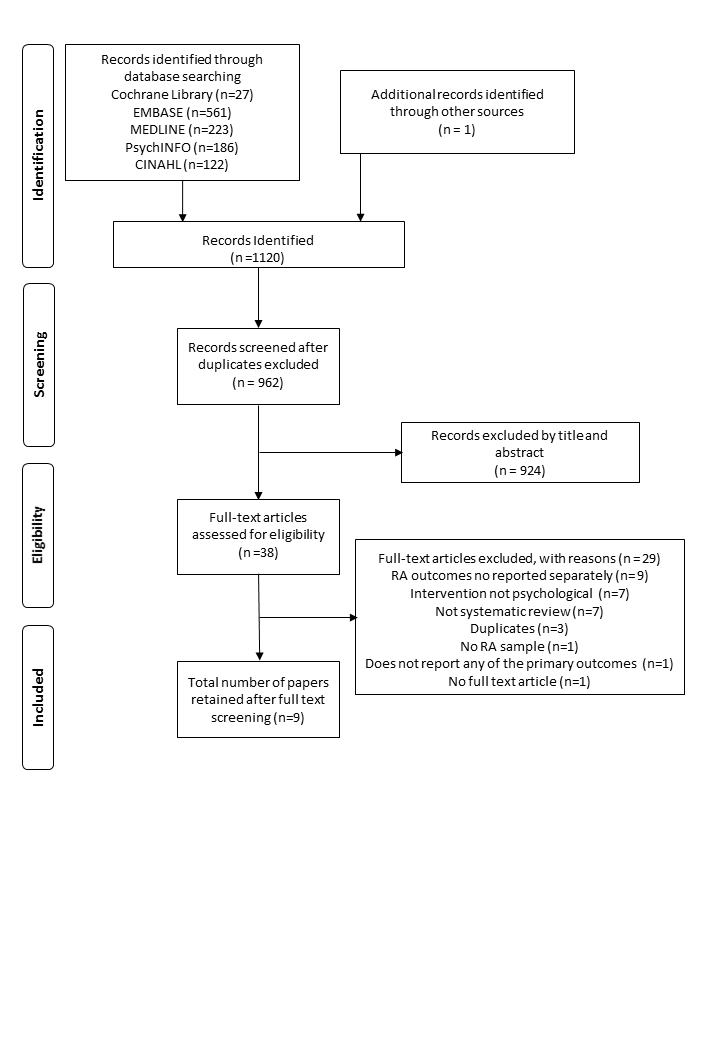 Identification
Records identified through
database searching
Cochrane Library (n=27)
EMBASE (n=561)
MEDLINE (n=223)
PsychINFO (n=186)
CINAHL (n=122)
Additional records identified
through other sources
(n = 1)
Records Identified
(n =1120)
Screening
Records screened after
duplicates excluded
(n = 962)
Records excluded by title and
abstract
(n = 924)
Eligibility
Full-text articles
assessed for eligibility
(n =38)
Full-text articles excluded, with reasons (n = 29)
RA outcomes no reported separately (n=9)
Intervention not psychological (n=7)
Not systematic review (n=7)
Duplicates (n=3)
No RA sample (n=1)
Does not report any of the primary outcomes (n=1)
No full text article (n=1)
Included
Total number of papers
retained after full text
screening (n=9)